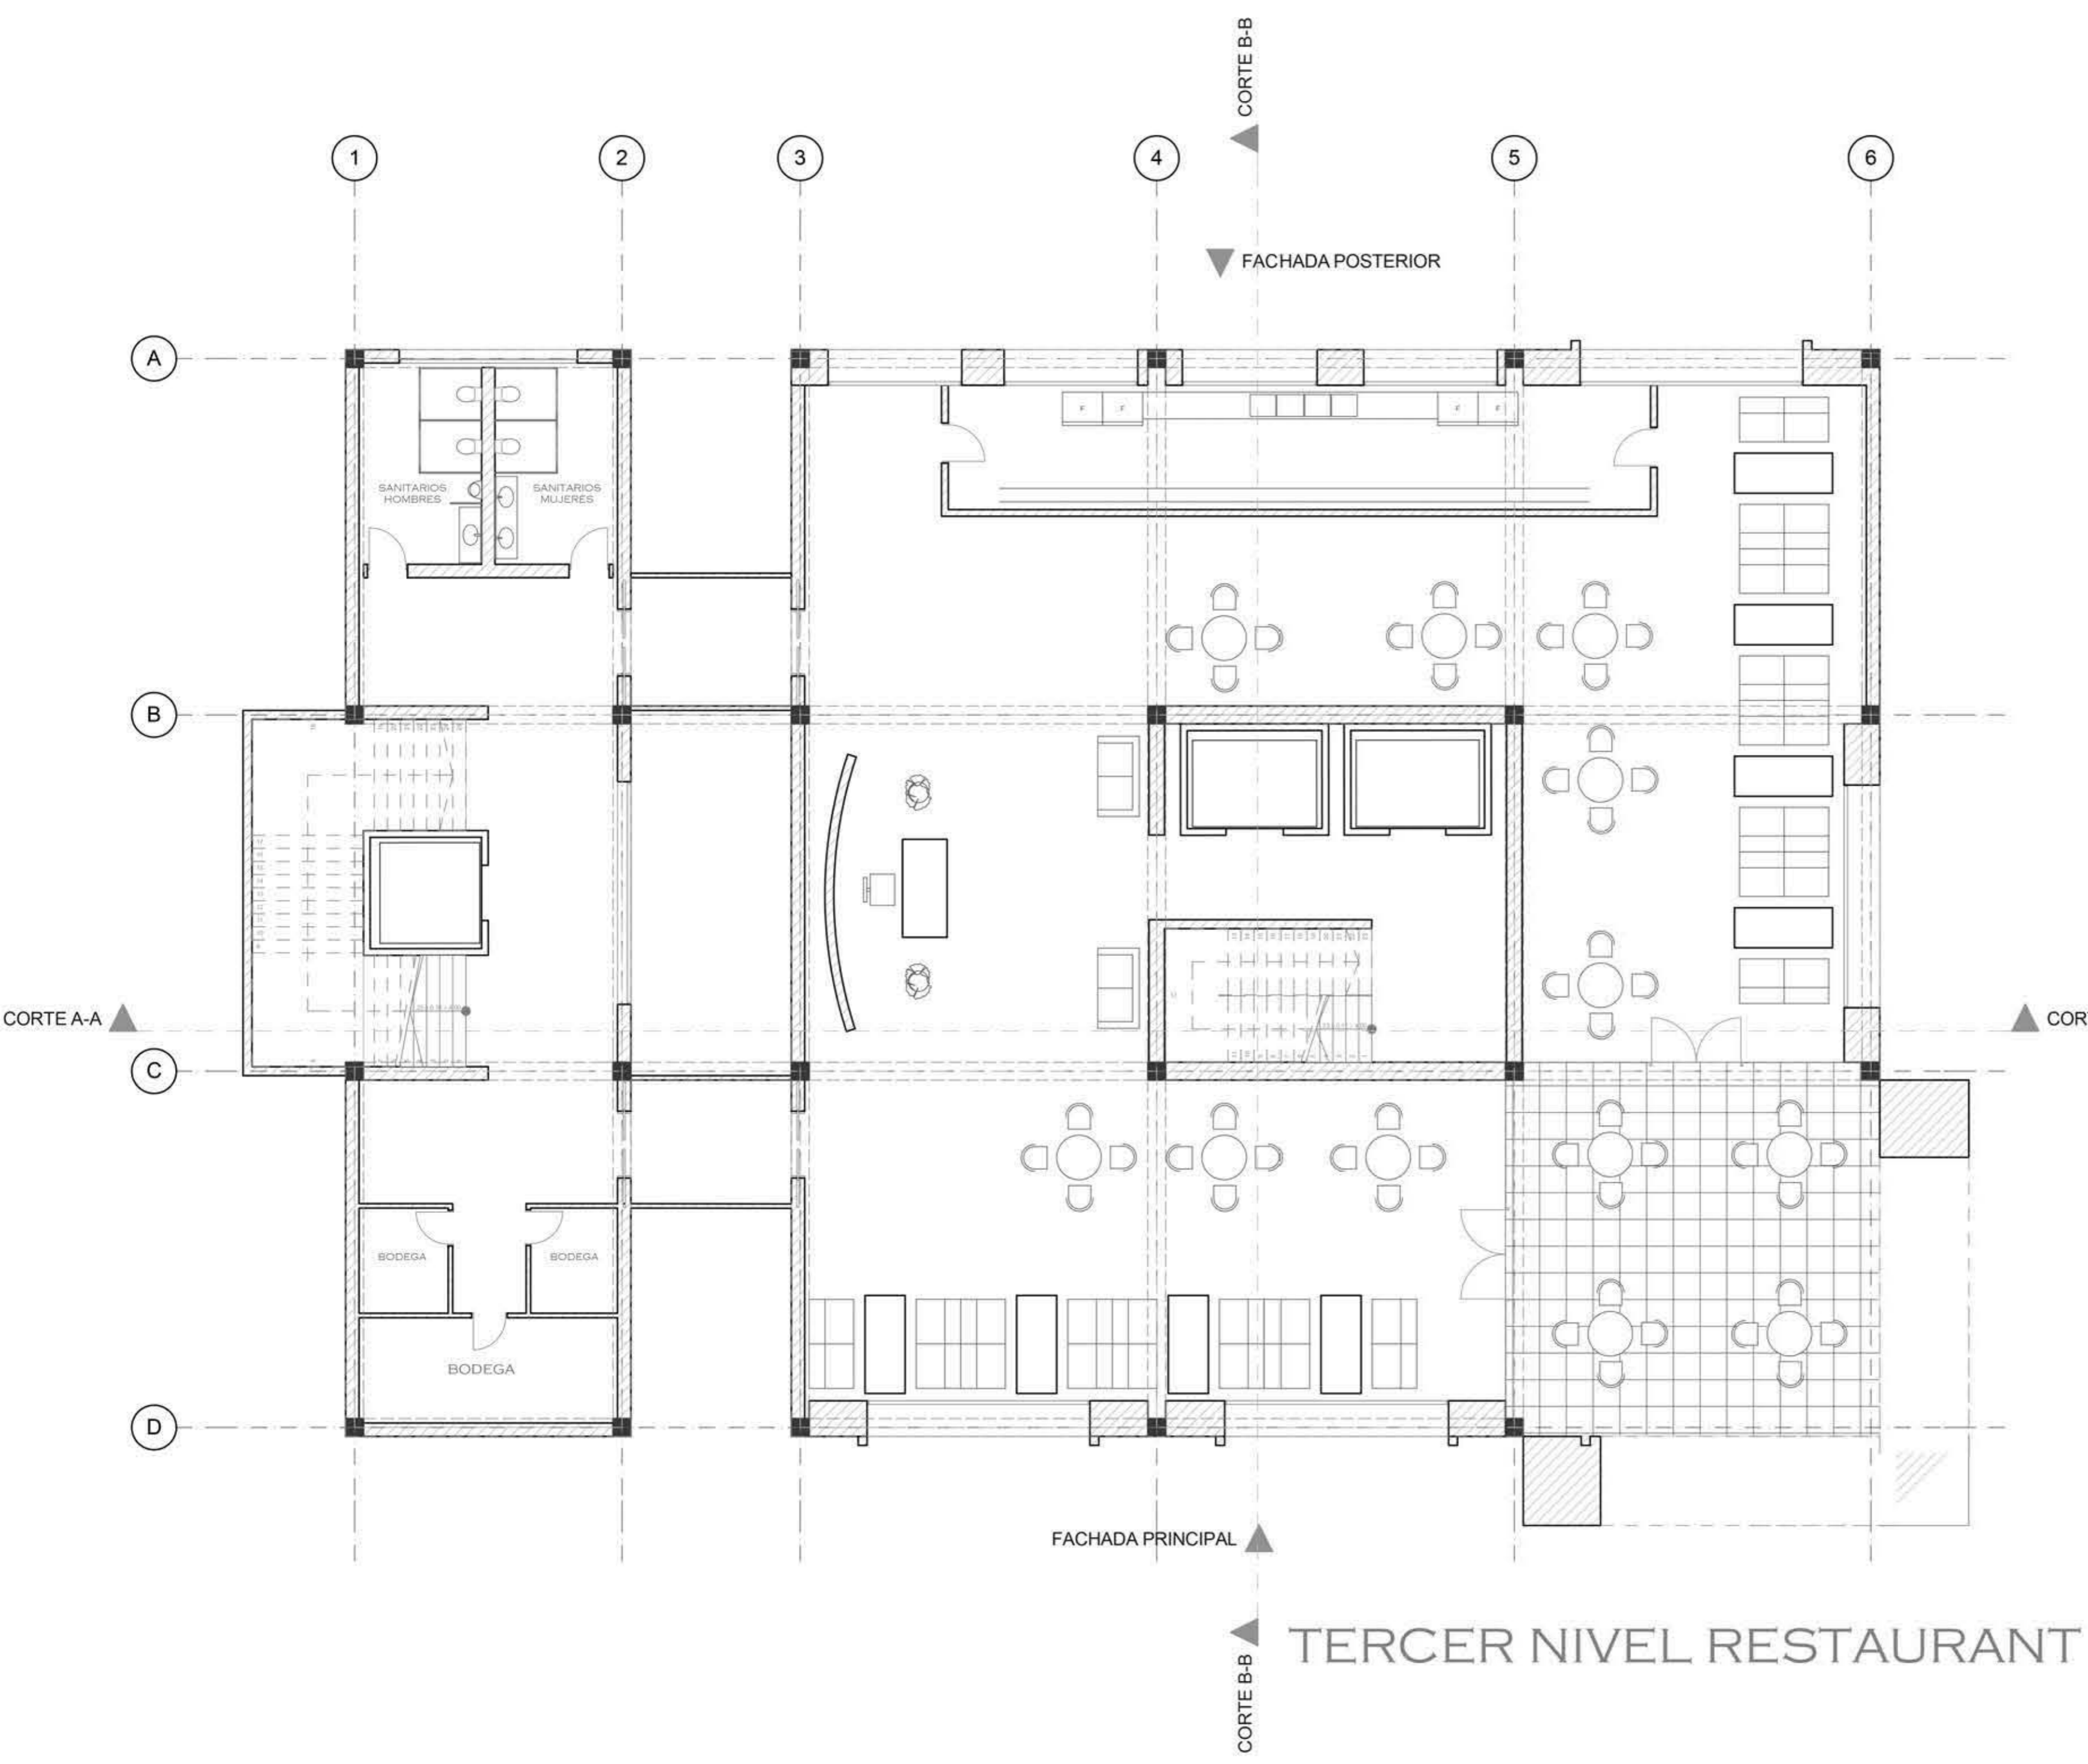 CORTE B-B
1
2
3
4
5
6
FACHADA POSTERIOR
A
SANITARIOS
HOMBRES
SANITARIOS
MUJERES
F
F
F
F
B
CORTE A-A
COR
C
BODEGA
BODEGA
BODEGA
D
FACHADA PRINCIPAL
TERCER NIVEL RESTAURANT
CORTE B-B